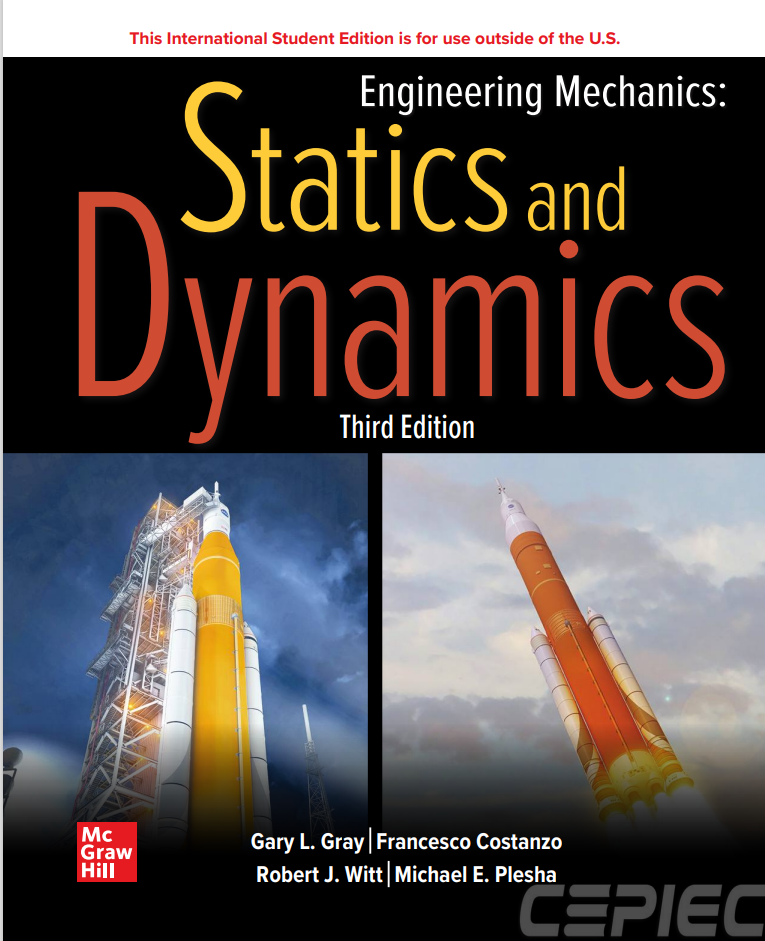 This International Student Edition is for use outside of the U.S.
Engineering Mechanics:
Statics and
Dynamics
Third Edition
Mc
Graw
Hill
Gary L. Gray|Francesco Costanzo
Robert J. Witt|Michael E. Plesha
CEPIEC